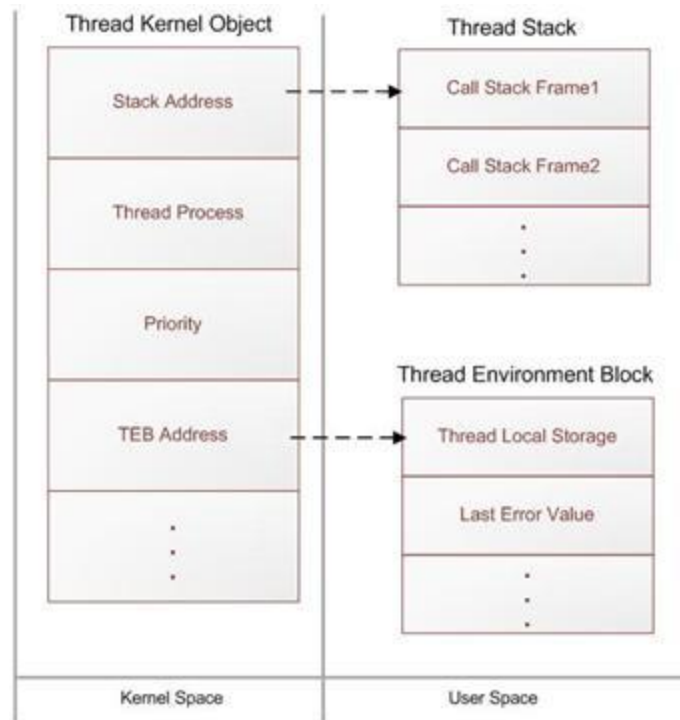 Thread Kernel Object
Stack Address
Thread Process
Priority
TEB Address
Thread Stack
Call Stack Frame1
Call Stack Frame2
Thread Environment Block
Thread Local Storage
Last Error Value
Kernel Space
User Space